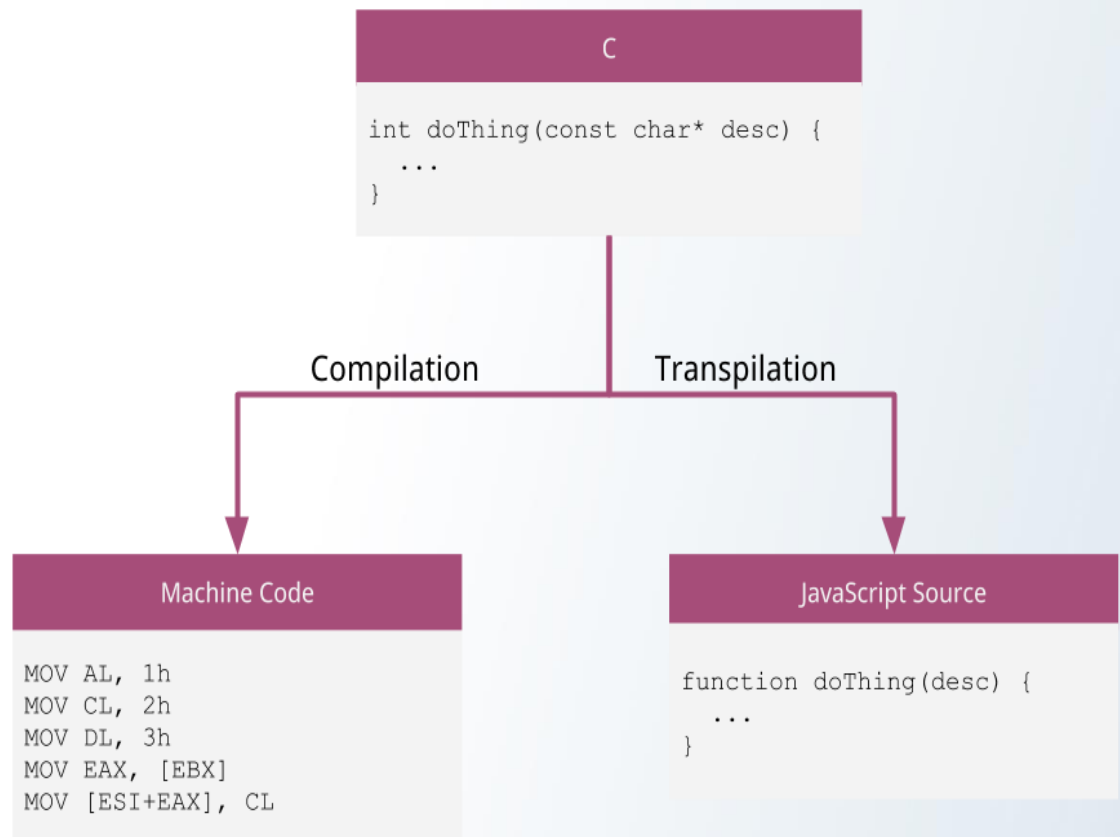 C
int doThing(const char* desc) {
  ...
}
Compilation
Transpilation
Machine Code
MOV AL, 1h
MOV CL, 2h
MOV DL, 3h
MOV EAX, [EBX]
MOV [ESI+EAX], CL
JavaScript Source
function doThing(desc) {
  ...
}